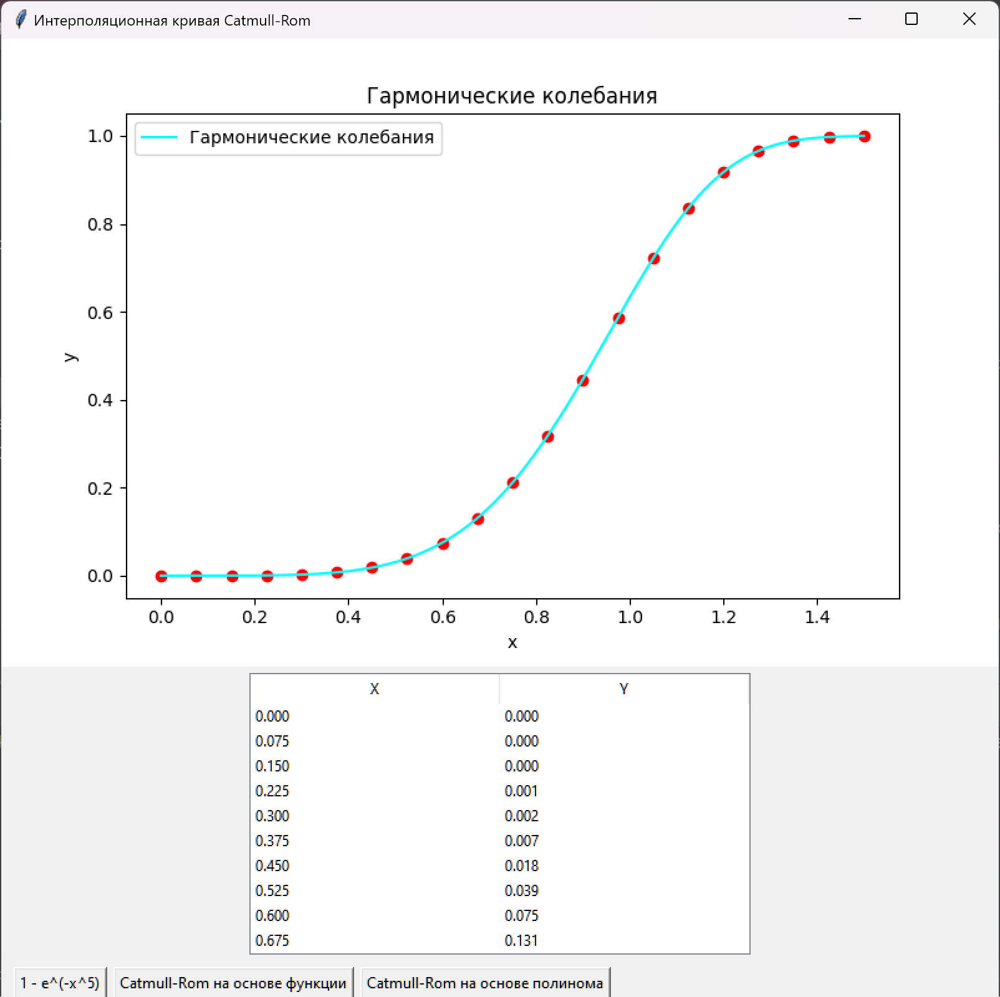 Интерполяционная кривая Catmull-Rom
Гармонические колебания
Гармонические колебания
1.0
0.8
0.6
0.4
0.2
0.0
y
0.0 0.2 0.4 0.6 0.8 1.0 1.2 1.4
x
X Y
0.000 0.000
0.075 0.000
0.150 0.000
0.225 0.001
0.300 0.002
0.375 0.007
0.450 0.018
0.525 0.039
0.600 0.075
0.675 0.131
1 - e^(-x^5) Catmull-Rom на основе функции Catmull-Rom на основе полинома